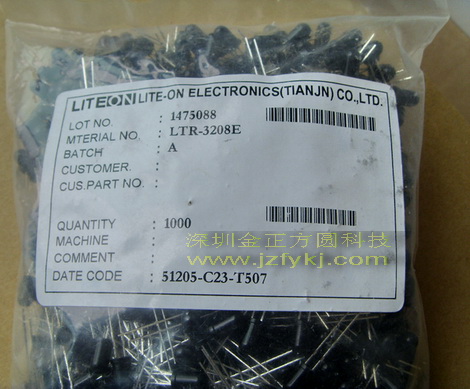 LITEON LITE-ON ELECTRONICS(TIANJN) CO.,LTD.
LOT NO. : 1475088
MTERIAL NO. : LTR-3208E
BATCH : A
CUSTOMER. :
CUS.PART NO. :
QUANTITY : 1000
MACHINE :
COMMENT :
DATE CODE : 51205-C23-T507
深圳金正方圆科技
www.jzfykj.com